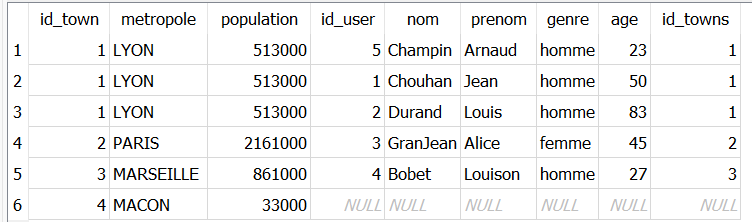 id_town metropole population id_user nom prenom genre age id_towns
1 1 LYON 513000 5 Champin Arnaud homme 23 1
2 1 LYON 513000 1 Chouhan Jean homme 50 1
3 1 LYON 513000 2 Durand Louis homme 83 1
4 2 PARIS 2161000 3 GranJean Alice femme 45 2
5 3 MARSEILLE 861000 4 Bobet Louison homme 27 3
6 4 MACON 33000 NULL NULL NULL NULL NULL NULL